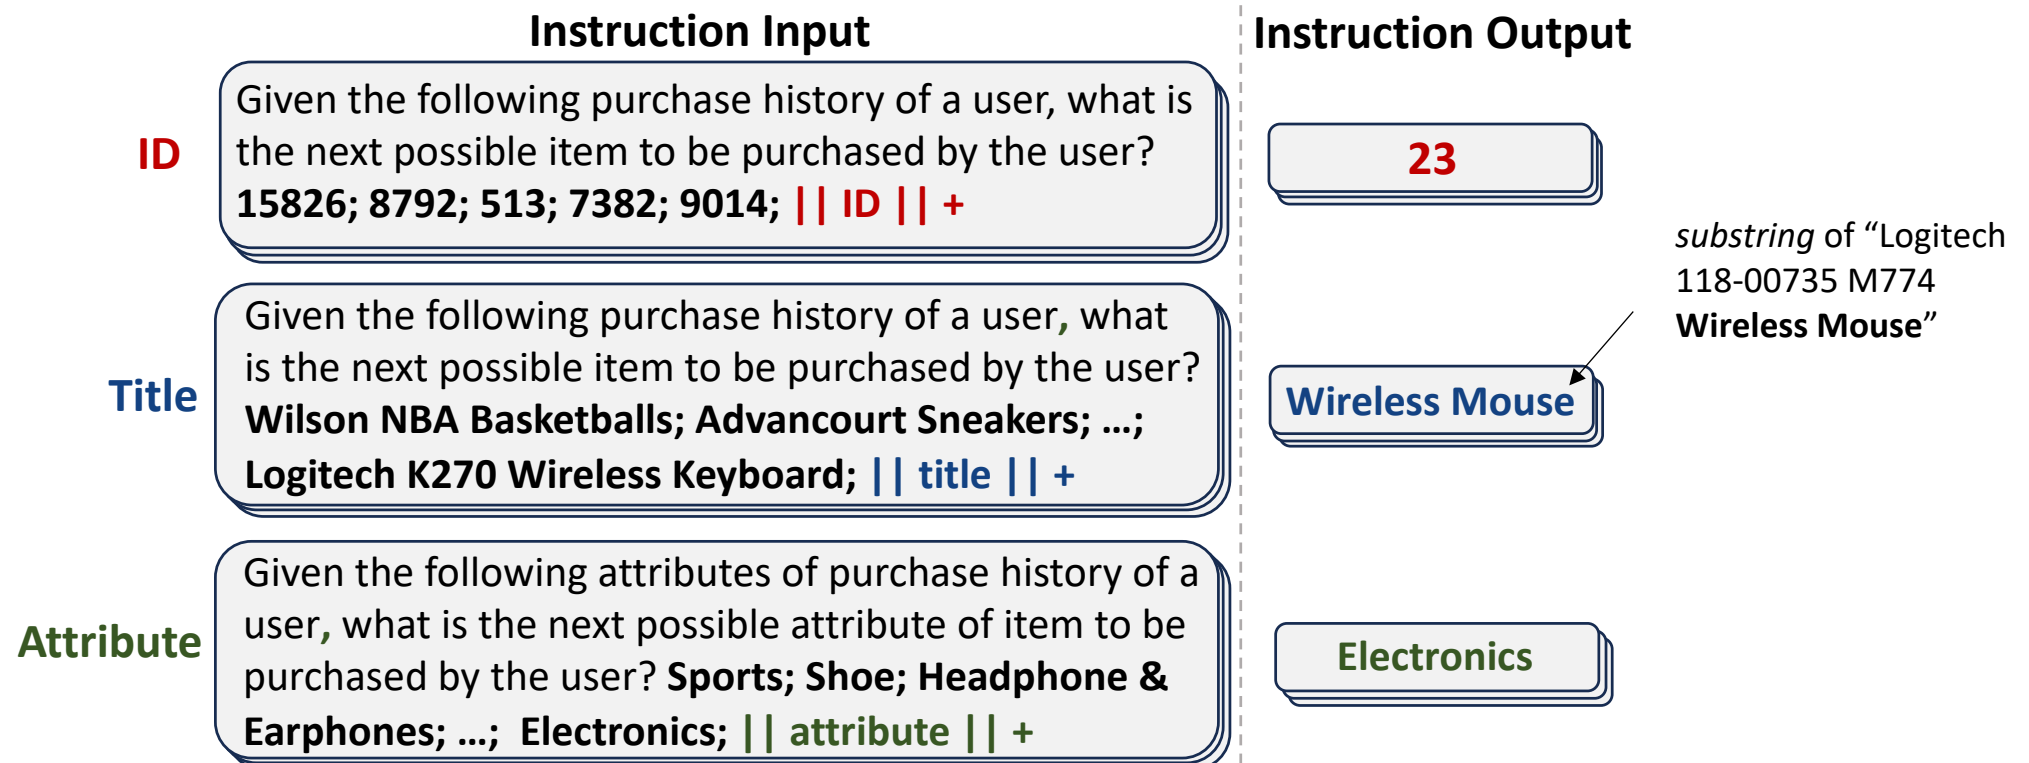 Instruction Input
Instruction Output
ID
Given the following purchase history of a user, what is
the next possible item to be purchased by the user?
15826; 8792; 513; 7382; 9014; || ID || +
23
substring of “Logitech
118-00735 M774
Wireless Mouse”
Title
Given the following purchase history of a user, what
is the next possible item to be purchased by the user?
Wilson NBA Basketballs; Advancourt Sneakers; …;
Logitech K270 Wireless Keyboard; || title || +
Wireless Mouse
Attribute
Given the following attributes of purchase history of a
user, what is the next possible attribute of item to be
purchased by the user? Sports; Shoe; Headphone &
Earphones; …; Electronics; || attribute || +
Electronics